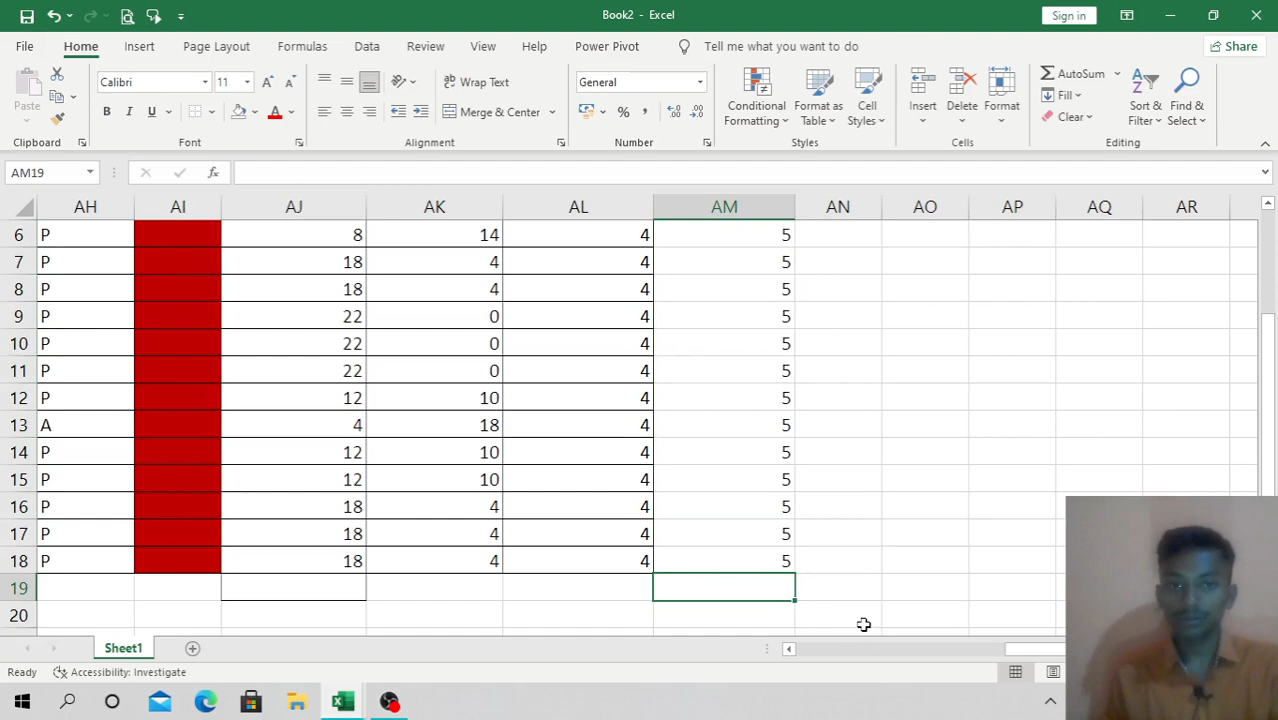 Book2 - Excel
Sign in
File Home Insert Page Layout Formulas Data Review View Help Power Pivot Tell me what you want to do Share
Paste
Calibri 11
B I U
Wrap Text
Merge & Center
General
Conditional Formatting
Format as Table
Cell Styles
Insert
Delete
Format
AutoSum
Fill
Clear
Sort & Filter
Find & Select
Clipboard Font Alignment Number Styles Cells Editing
AM19 fx
AH AI AJ AK AL AM AN AO AP AQ AR
6 P 8 14 4 5
7 P 18 4 4 5
8 P 18 4 4 5
9 P 22 0 4 5
10 P 22 0 4 5
11 P 22 0 4 5
12 P 12 10 4 5
13 A 4 18 4 5
14 P 12 10 4 5
15 P 12 10 4 5
16 P 18 4 4 5
17 P 18 4 4 5
18 P 18 4 4 5
19
20
Sheet1
Ready Accessibility: Investigate